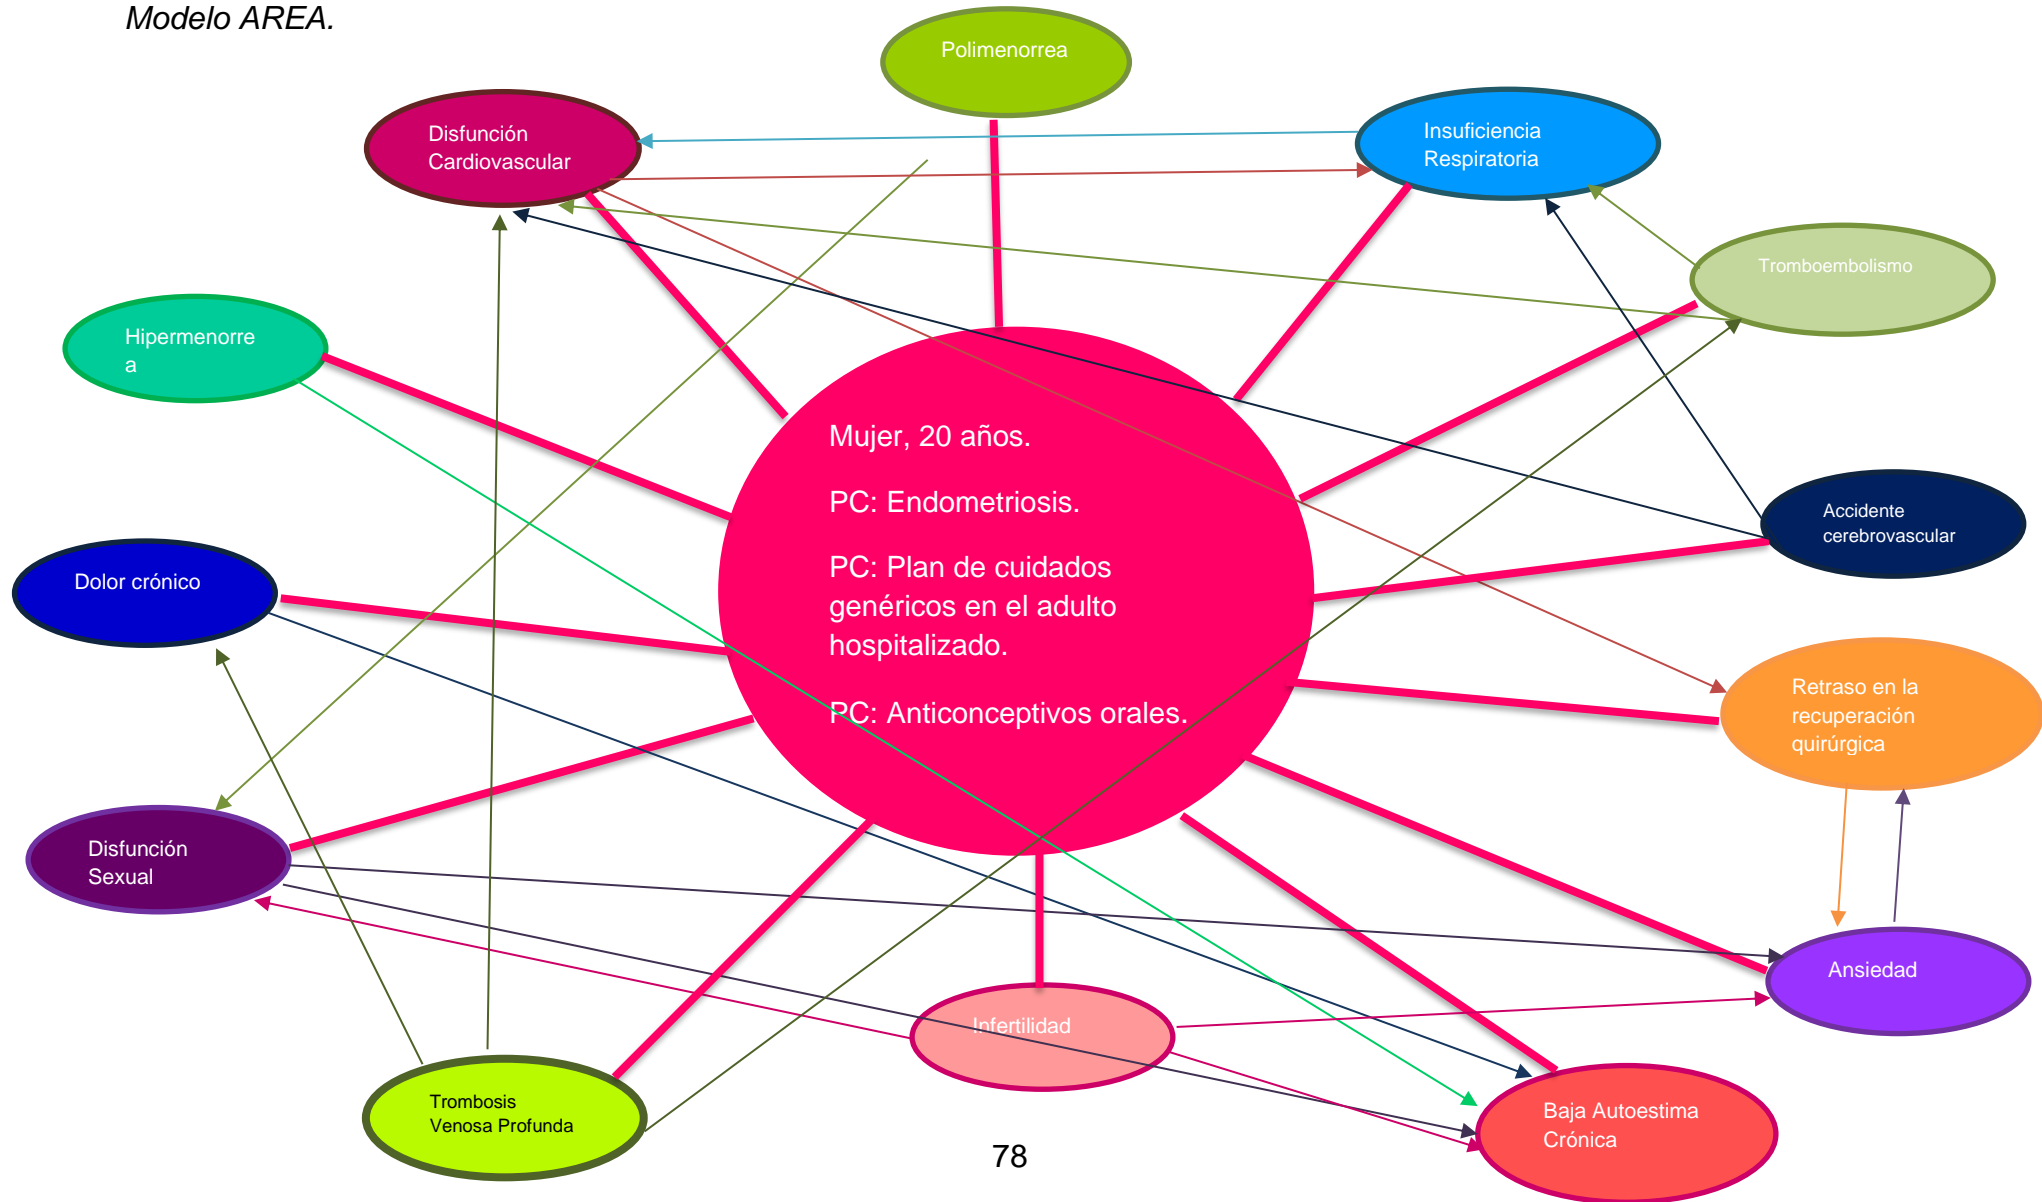 Modelo AREA.
Polimenorrea
Disfunción
Cardiovascular
Insuficiencia
Respiratoria
Tromboembolismo
Hipermenorre
a
Mujer, 20 años.
PC: Endometriosis.
PC: Plan de cuidados
genéricos en el adulto
hospitalizado.
PC: Anticonceptivos orales.
Accidente
cerebrovascular
Dolor crónico
Retraso en la
recuperación
quirúrgica
Disfunción
Sexual
Ansiedad
Infertilidad
Trombosis
Venosa Profunda
Baja Autoestima
Crónica
78